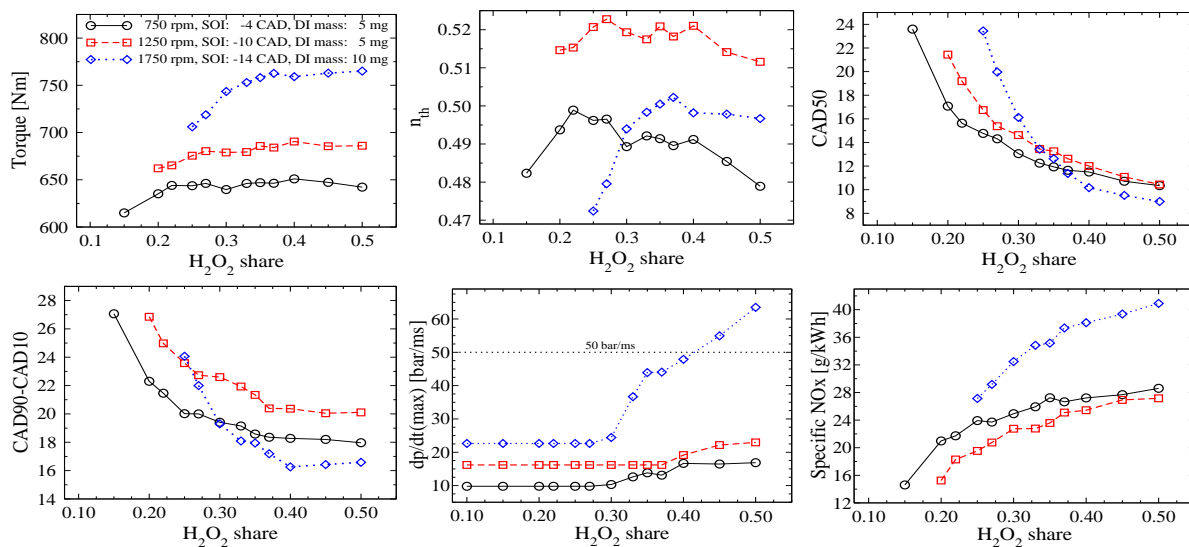 750 rpm, SOI: -4 CAD, DI mass: 5 mg
1250 rpm, SOI: -10 CAD, DI mass: 5 mg
1750 rpm, SOI: -14 CAD, DI mass: 10 mg
Torque [Nm]
800
750
700
650
600
0.1 0.2 0.3 0.4 0.5
H2O2 share
nth
0.52
0.51
0.50
0.49
0.48
0.47
0.1 0.2 0.3 0.4 0.5
H2O2 share
CAD50
24
22
20
18
16
14
12
10
8
0.10 0.20 0.30 0.40 0.50
H2O2 share
CAD90-CAD10
28
26
24
22
20
18
16
14
0.10 0.20 0.30 0.40 0.50
H2O2 share
dp/dt(max) [bar/ms]
70
60
50
40
30
20
10
50 bar/ms
0.10 0.20 0.30 0.40 0.50
H2O2 share
Specific NOx [g/kWh]
40
36
32
28
24
20
16
12
0.10 0.20 0.30 0.40 0.50
H2O2 share